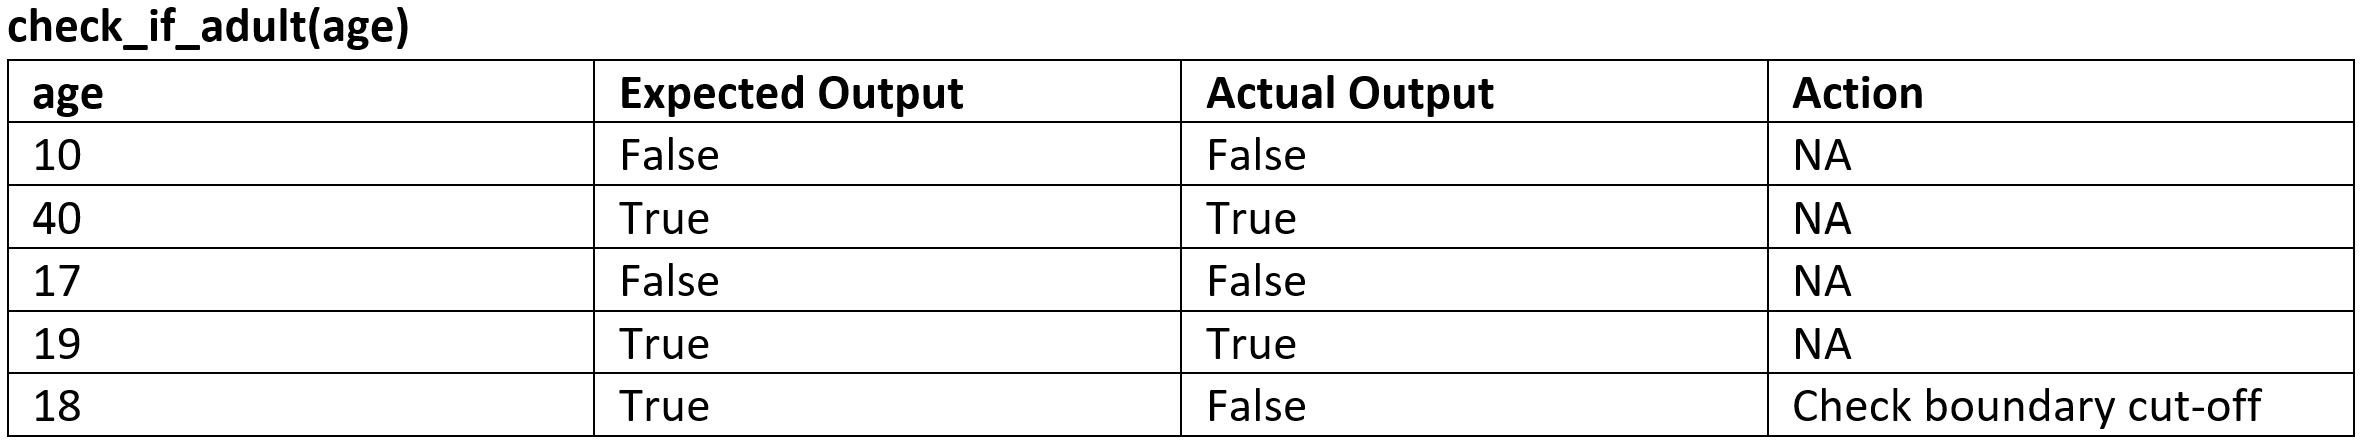 check_if_adult(age)
age Expected Output Actual Output Action
10 False False NA
40 True True NA
17 False False NA
19 True True NA
18 True False Check boundary cut-off